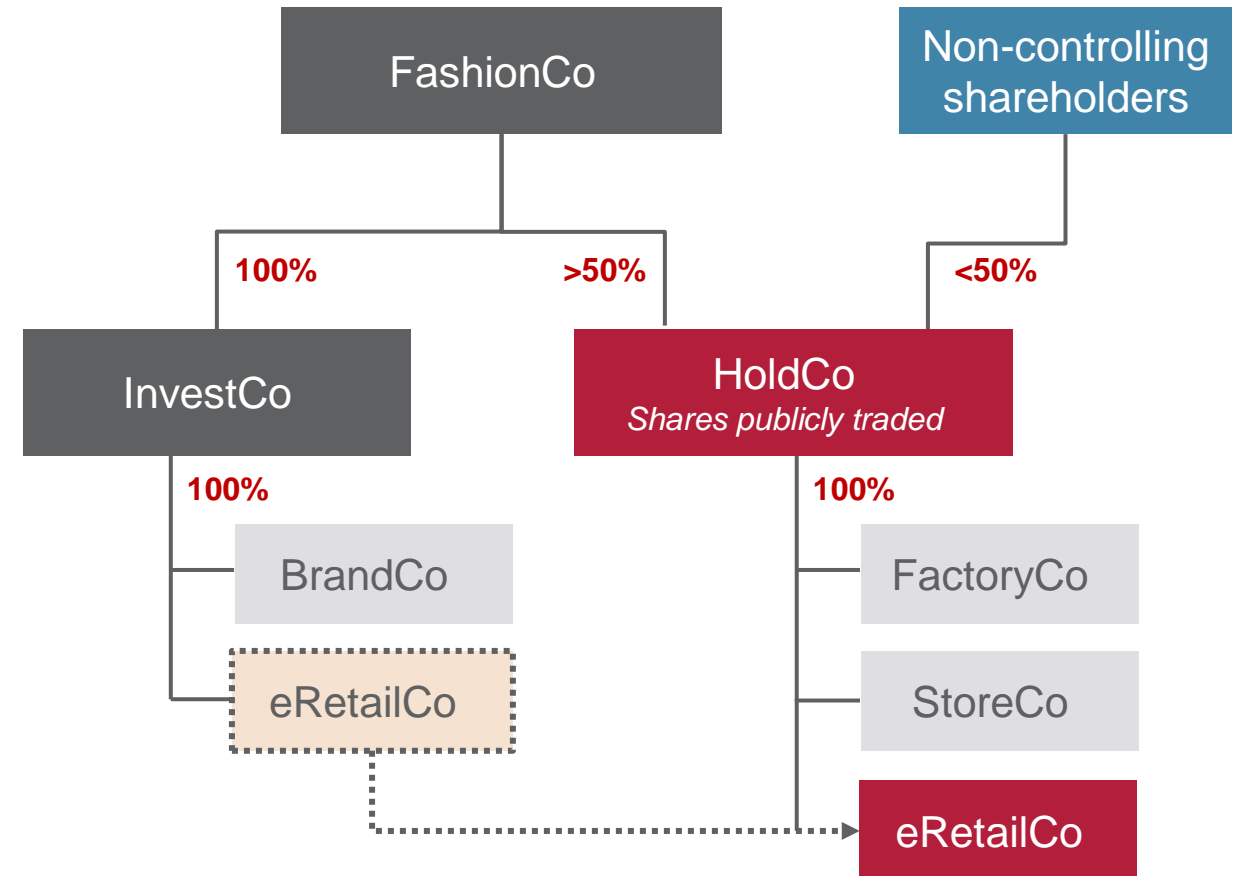 FashionCo
Non-controlling
shareholders
100%
>50%
<50%
InvestCo
HoldCo
Shares publicly traded
100%
100%
BrandCo
FactoryCo
eRetailCo
StoreCo
eRetailCo